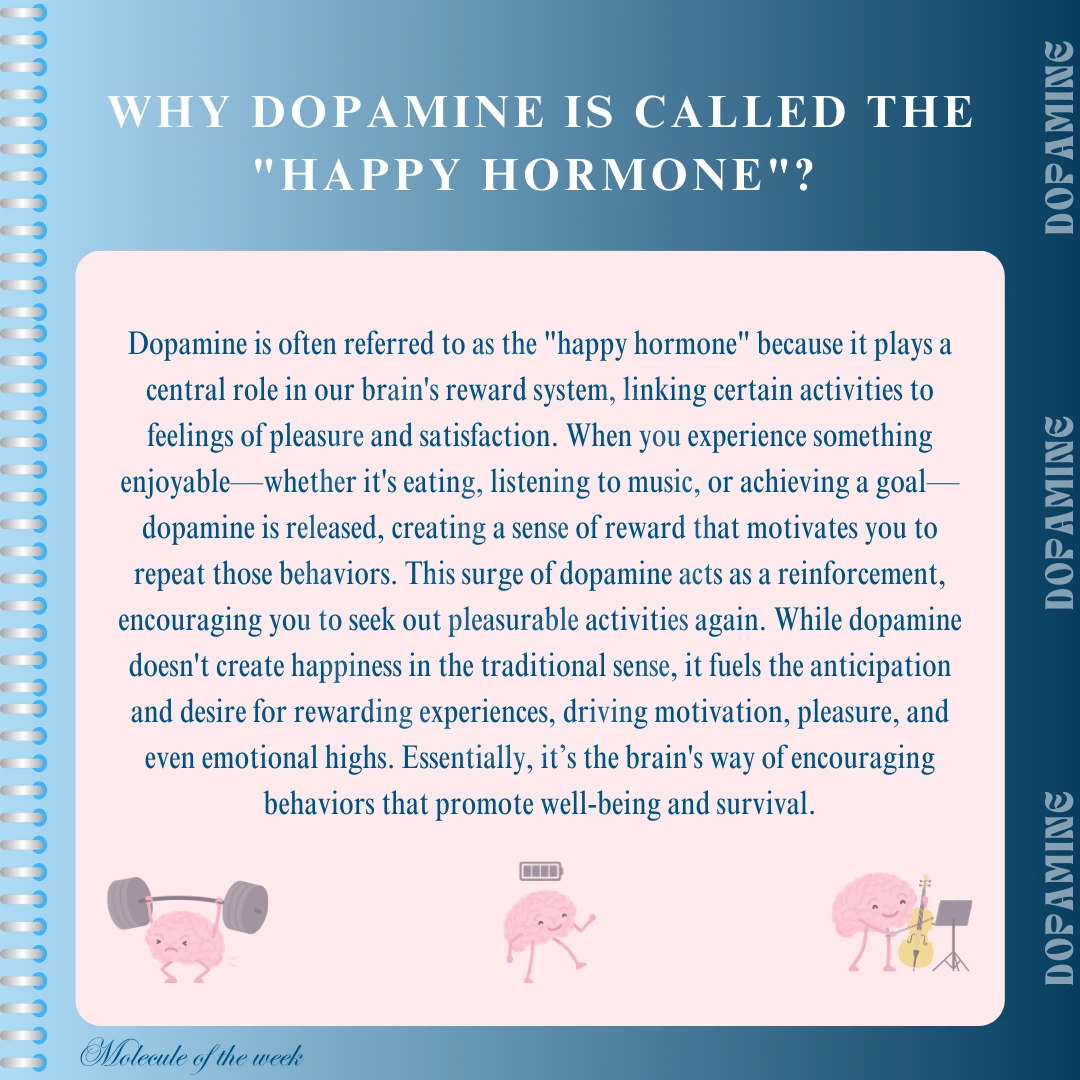 WHY DOPAMINE IS CALLED THE
"HAPPY HORMONE"?
Dopamine is often referred to as the "happy hormone" because it plays a
central role in our brain's reward system, linking certain activities to
feelings of pleasure and satisfaction. When you experience something
enjoyable—whether it's eating, listening to music, or achieving a goal—
dopamine is released, creating a sense of reward that motivates you to
repeat those behaviors. This surge of dopamine acts as a reinforcement,
encouraging you to seek out pleasurable activities again. While dopamine
doesn't create happiness in the traditional sense, it fuels the anticipation
and desire for rewarding experiences, driving motivation, pleasure, and
even emotional highs. Essentially, it’s the brain's way of encouraging
behaviors that promote well-being and survival.
Molecule of the week
DOPAMINE
DOPAMINE
DOPAMINE